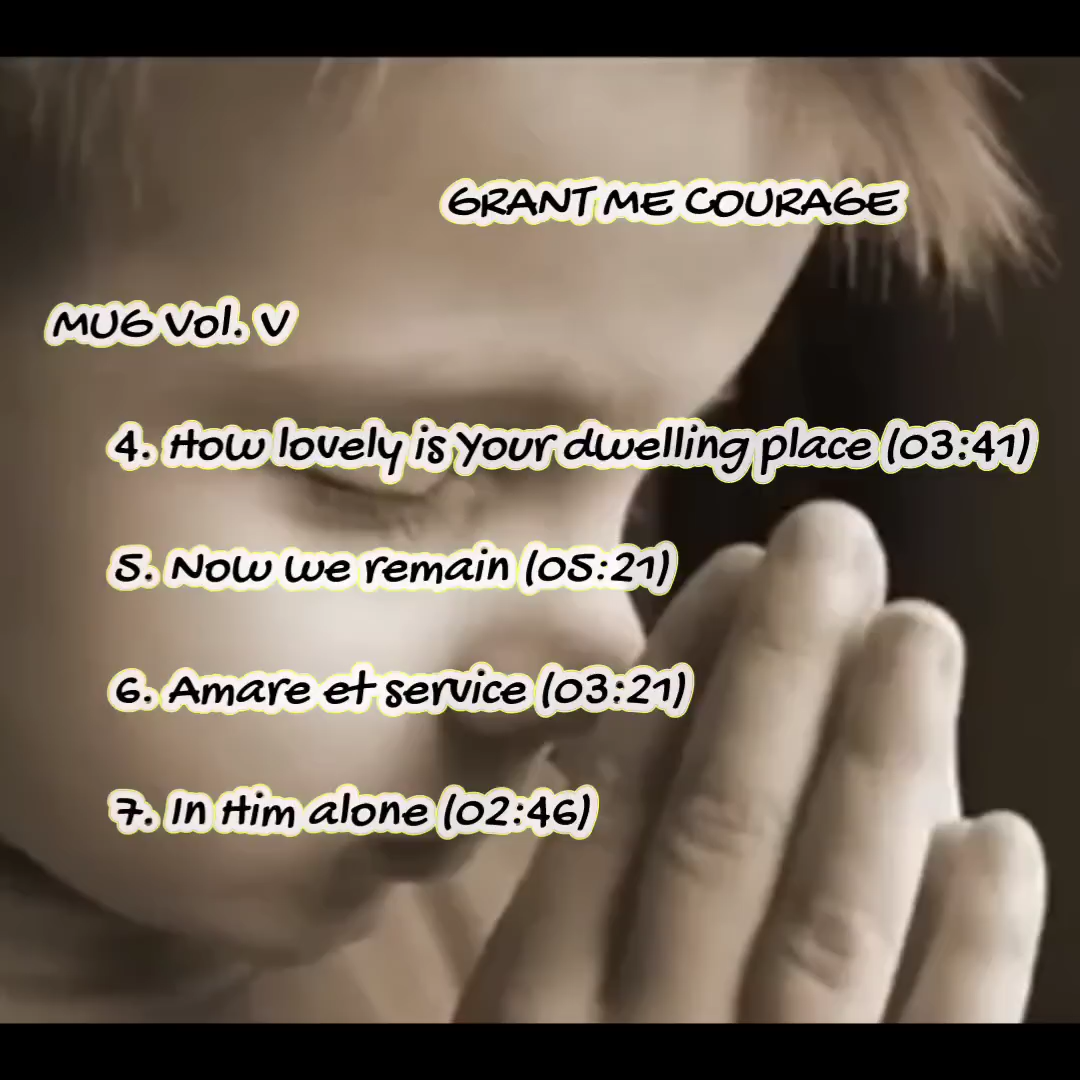 GRANT ME COURAGE
MUG Vol. V
4. How lovely is Your dwelling place (03:41)
5. Now we remain (05:21)
6. Amare et service (03:21)
7. In Him alone (02:46)